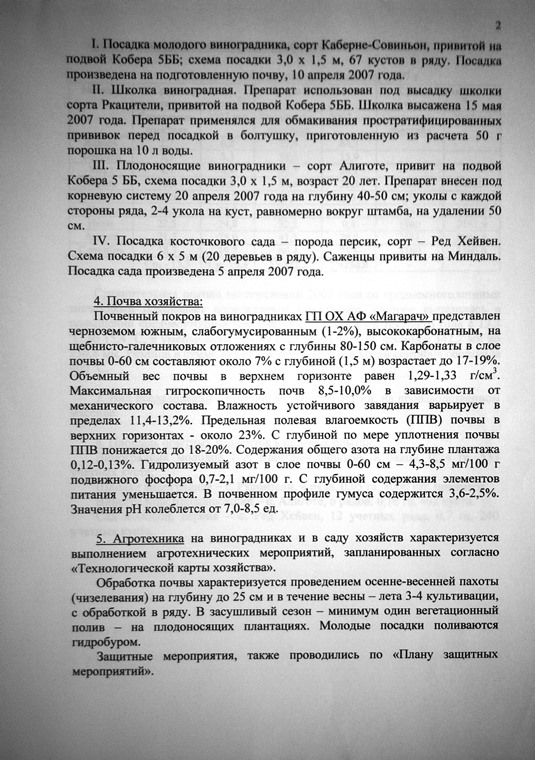 2
I. Посадка молодого виноградника, сорт Каберне-Совиньон, привитой на
подвой Кобера 5ББ; схема посадки 3,0 х 1,5 м, 67 кустов в ряду. Посадка
произведена на подготовленную почву, 10 апреля 2007 года.
II. Школка виноградная. Препарат использован под высадку школки
сорта Ркацители, привитой на подвой Кобера 5ББ. Школка высажена 15 мая
2007 года. Препарат применялся для обмакивания простратифицированных
прививок перед посадкой в болтушку, приготовленную из расчета 50 г
порошка на 10 л воды.
III. Плодоносящие виноградники – сорт Алиготе, привит на подвой
Кобера 5 ББ, схема посадки 3,0 х 1,5 м, возраст 20 лет. Препарат внесен под
корневую систему 20 апреля 2007 года на глубину 40-50 см; уколы с каждой
стороны ряда, 2-4 укола на куст, равномерно вокруг штамба, на удалении 50
см.
IV. Посадка косточкового сада – порода персик, сорт – Ред Хейвен.
Схема посадки 6 х 5 м (20 деревьев в ряду). Саженцы привиты на Миндаль.
Посадка сада произведена 5 апреля 2007 года.
4. Почва хозяйства:
Почвенный покров на виноградниках ГП ОХ АФ «Магарач» представлен
черноземом южным, слабогумусированным (1-2%), высококарбонатным, на
щебнисто-галечниковых отложениях с глубины 80-150 см. Карбонаты в слое
почвы 0-60 см составляют около 7% с глубиной (1,5 м) возрастает до 17-19%.
Объемный вес почвы в верхнем горизонте равен 1,29-1,33 г/см³.
Максимальная гигроскопичность почв 8,5-10,0% в зависимости от
механического состава. Влажность устойчивого завядания варьирует в
пределах 11,4-13,2%. Предельная полевая влагоемкость (ППВ) почвы в
верхних горизонтах - около 23%. С глубиной по мере уплотнения почвы
ППВ понижается до 18-20%. Содержания общего азота на глубине плантажа
0,12-0,13%. Гидролизуемый азот в слое почвы 0-60 см – 4,3-8,5 мг/100 г
подвижного фосфора 0,7-2,1 мг/100 г. С глубиной содержания элементов
питания уменьшается. В почвенном профиле гумуса содержится 3,6-2,5%.
Значения pH колеблется от 7,0-8,5 ед.
5. Агротехника на виноградниках и в саду хозяйств характеризуется
выполнением агротехнических мероприятий, запланированных согласно
«Технологической карты хозяйства».
Обработка почвы характеризуется проведением осенне-весенней пахоты
(чизелевания) на глубину до 25 см и в течение весны – лета 3-4 культивации,
с обработкой в ряду. В засушливый сезон – минимум один вегетационный
полив – на плодоносящих плантациях. Молодые посадки поливаются
гидробуром.
Защитные мероприятия, также проводились по «Плану защитных
мероприятий».